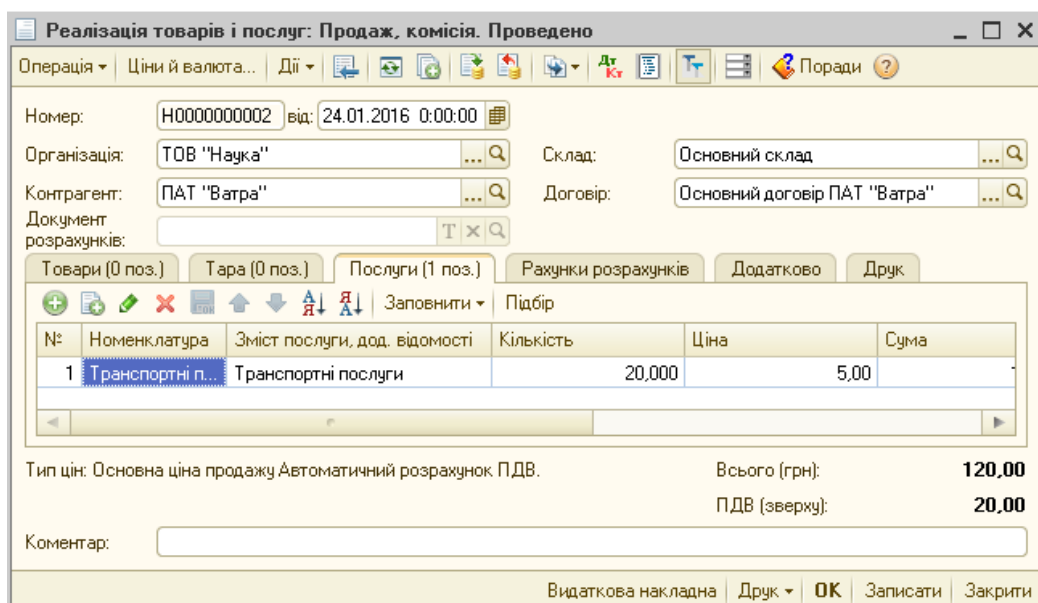 Реалізація товарів і послуг: Продаж, комісія. Проведено
Операція Ціни й валюта... Дії Дт Кт Поради
Номер: Н0000000002 від: 24.01.2016 0:00:00
Організація: ТОВ "Наука" ... Склад: Основний склад ...
Контрагент: ПАТ "Ватра" ... Договір: Основний договір ПАТ "Ватра" ...
Документ
розрахунків: T
Товари (0 поз.) Тара (0 поз.) Послуги (1 поз.) Рахунки розрахунків Додатково Друк
Заповнити Підбір
№ Номенклатура Зміст послуги, дод. відомості Кількість Ціна Сума
1 Транспортні п... Транспортні послуги 20,000 5,00
Тип цін: Основна ціна продажу Автоматичний розрахунок ПДВ. Всього (грн): 120,00
ПДВ (зверху): 20,00
Коментар:
Видаткова накладна Друк OK Записати Закрити